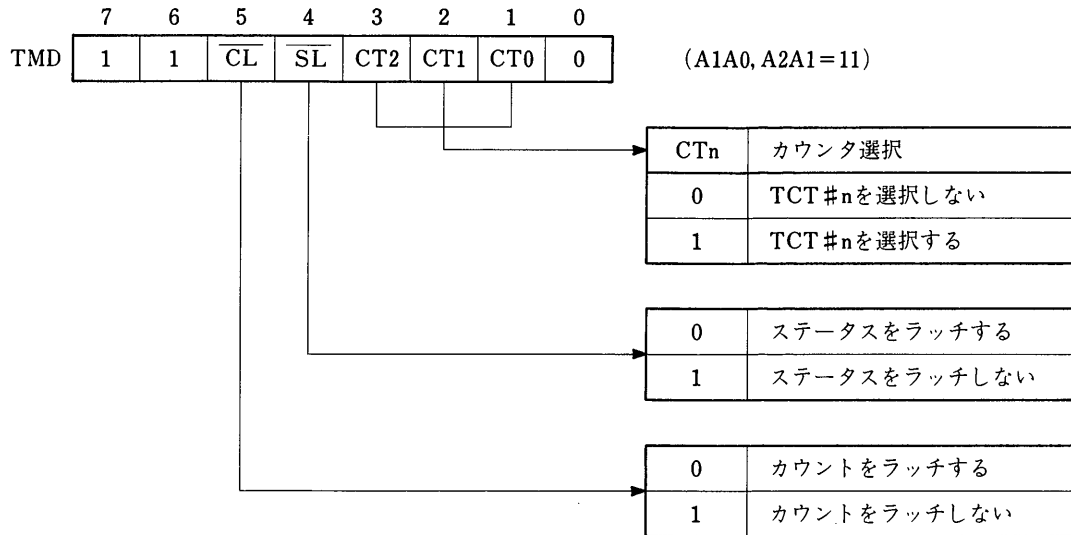 7 6 5 4 3 2 1 0
TMD 1 1 C̅L̅ S̅L̅ CT2 CT1 CT0 0 (A1A0, A2A1=11)
CTn カウンタ選択
0 TCT♯nを選択しない
1 TCT♯nを選択する
0 ステータスをラッチする
1 ステータスをラッチしない
0 カウントをラッチする
1 カウントをラッチしない